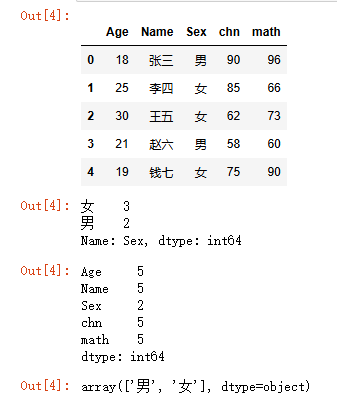 Out[4]:
Age Name Sex chn math
0 18 张三 男 90 96
1 25 李四 女 85 66
2 30 王五 女 62 73
3 21 赵六 男 58 60
4 19 钱七 女 75 90
Out[4]: 女 3
男 2
Name: Sex, dtype: int64
Out[4]: Age 5
Name 5
Sex 2
chn 5
math 5
dtype: int64
Out[4]: array(['男', '女'], dtype=object)